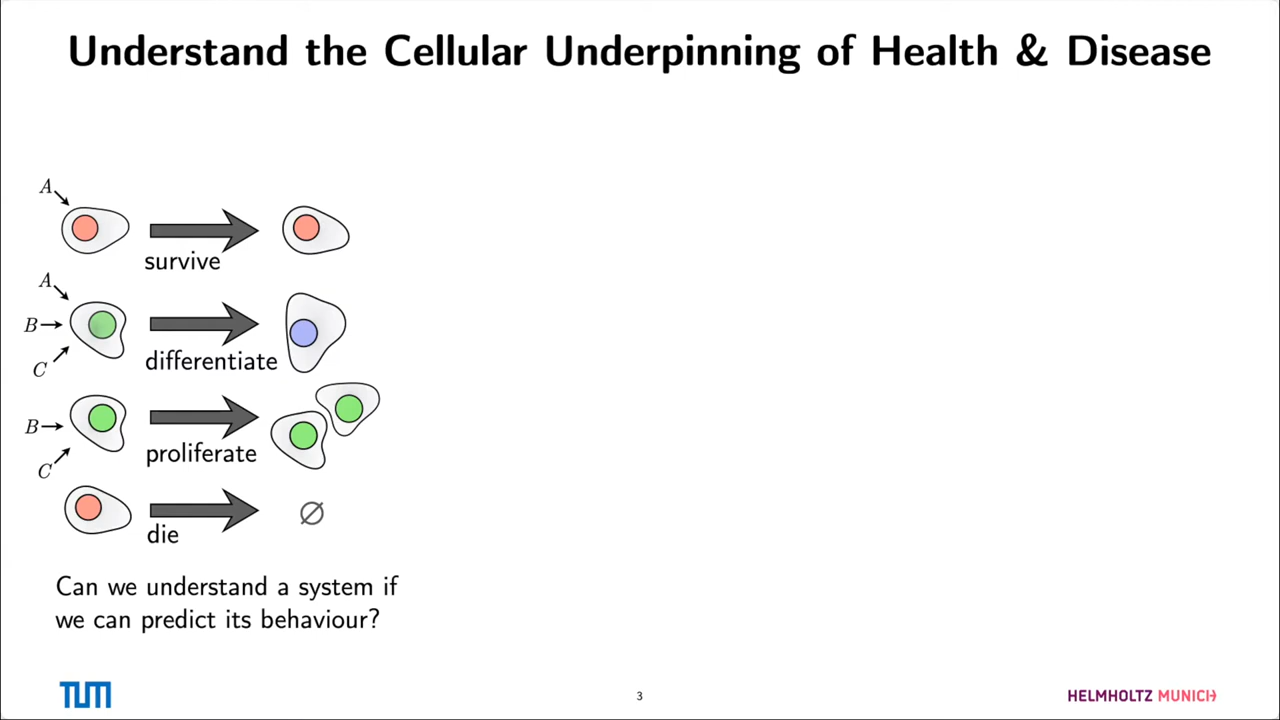 Understand the Cellular Underpinning of Health & Disease
A
survive
A
B
C
differentiate
B
C
proliferate
∅
die
Can we understand a system if
we can predict its behaviour?
TUM
3
HELMHOLTZ MUNICH